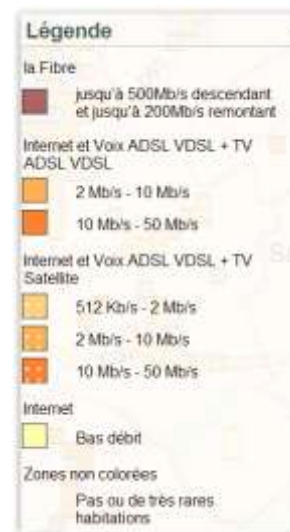 Légende
la Fibre
jusqu'à 500Mb/s descendant
et jusqu'à 200Mb/s remontant
Internet et Voix ADSL VDSL + TV
ADSL VDSL
2 Mb/s - 10 Mb/s
10 Mb/s - 50 Mb/s
Internet et Voix ADSL VDSL + TV
Satellite
512 Kb/s - 2 Mb/s
2 Mb/s - 10 Mb/s
10 Mb/s - 50 Mb/s
Internet
Bas débit
Zones non colorées
Pas ou de très rares
habitations